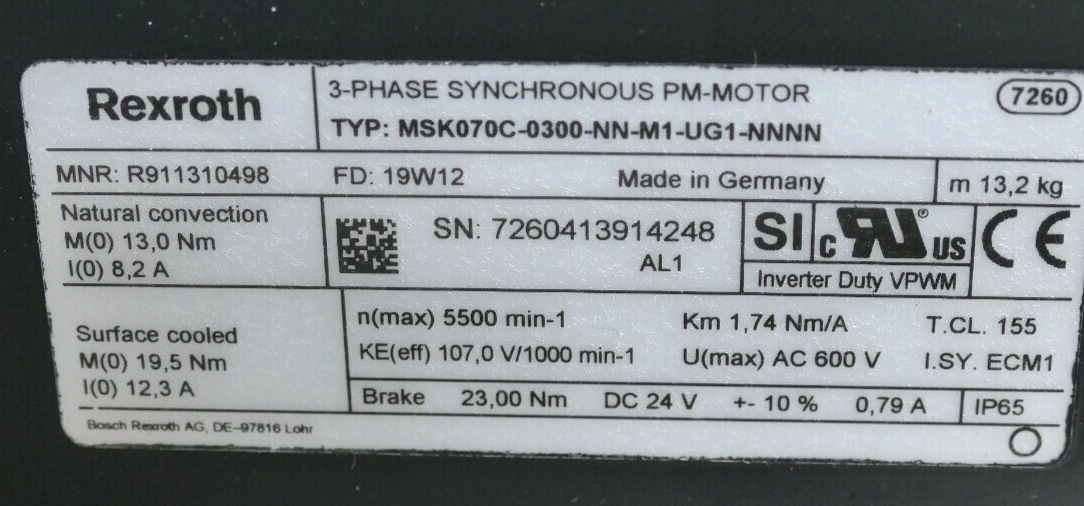 Rexroth
3-PHASE SYNCHRONOUS PM-MOTOR
7260
TYP: MSK070C-0300-NN-M1-UG1-NNNN
MNR: R911310498
FD: 19W12
Made in Germany
m 13,2 kg
Natural convection
M(0) 13,0 Nm
I(0) 8,2 A
SN: 7260413914248
AL1
SI
c RU® US
CE
Inverter Duty VPWM
Surface cooled
M(0) 19,5 Nm
I(0) 12,3 A
n(max) 5500 min-1
Km 1,74 Nm/A
T.CL. 155
KE(eff) 107,0 V/1000 min-1
U(max) AC 600 V
I.SY. ECM1
Brake 23,00 Nm DC 24 V +- 10 % 0,79 A
IP65
Bosch Rexroth AG, DE-97816 Lohr